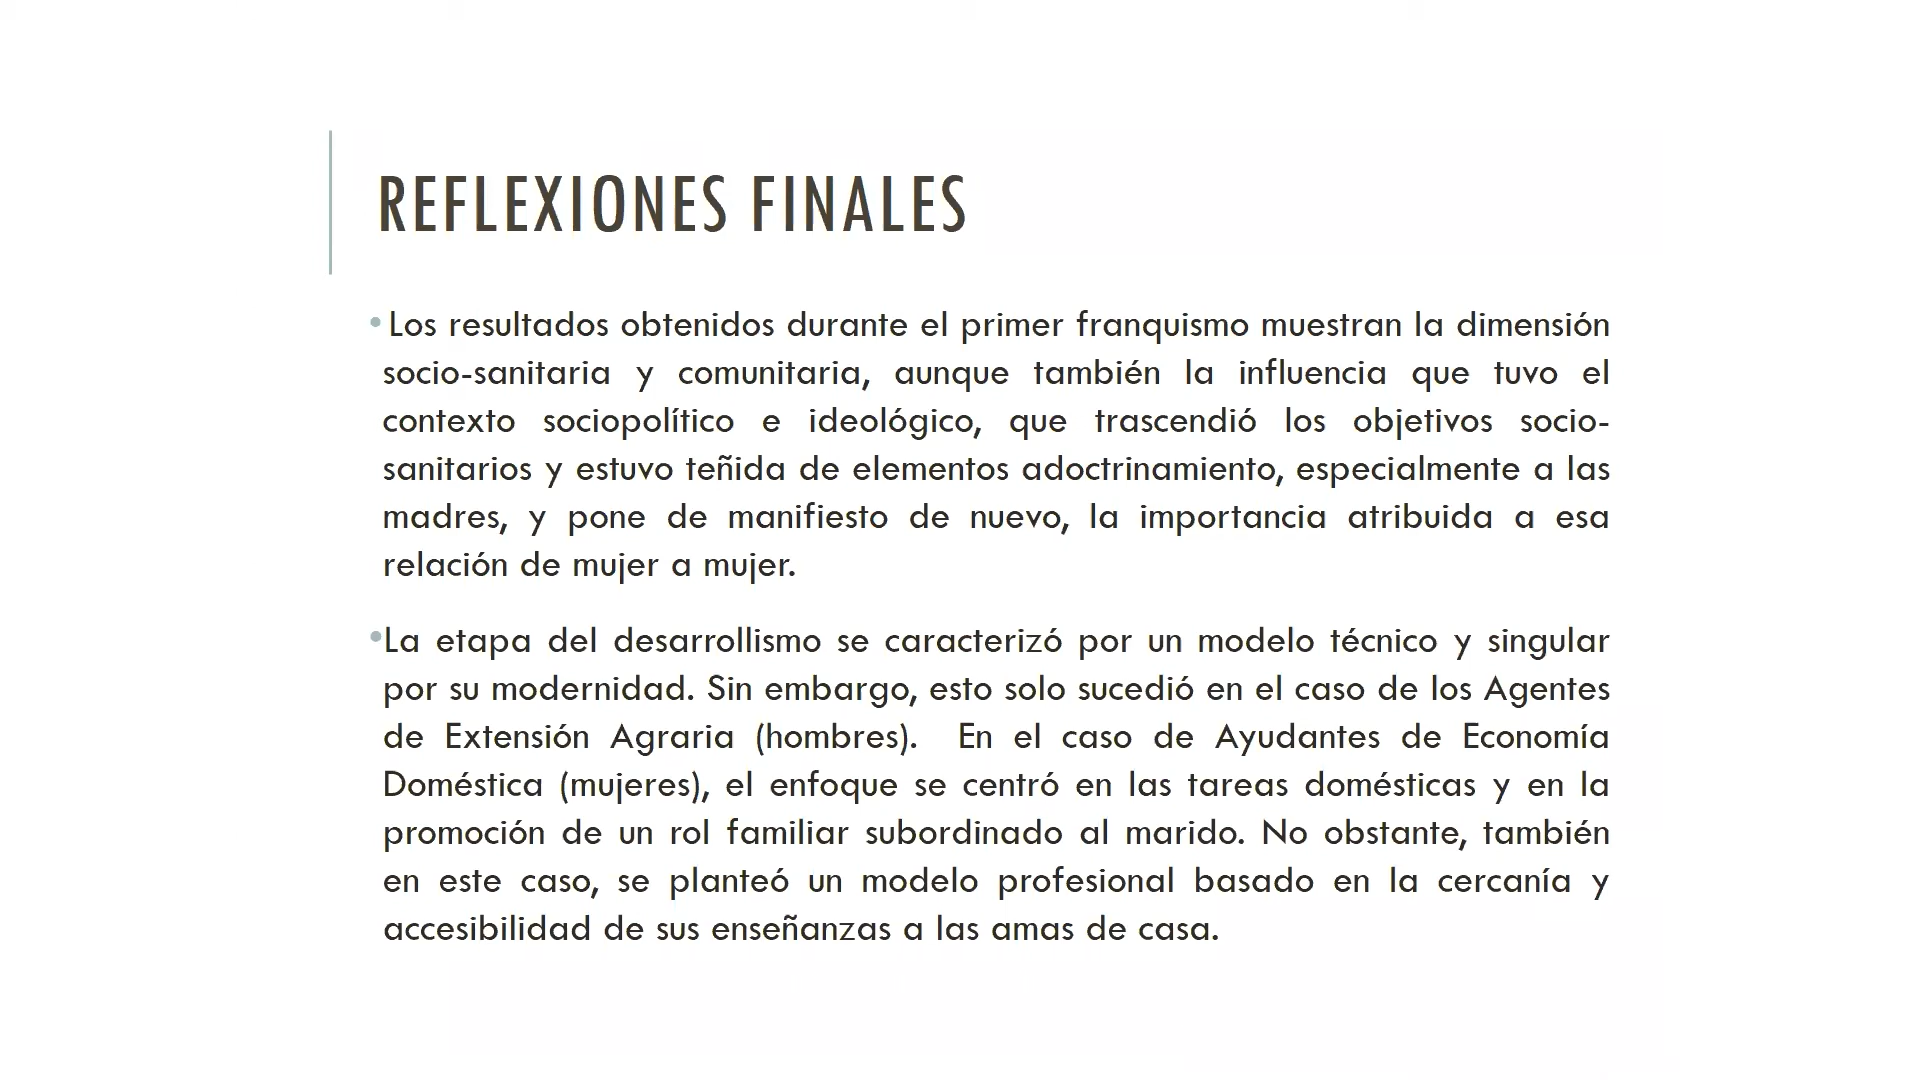 REFLEXIONES FINALES
• Los resultados obtenidos durante el primer franquismo muestran la dimensión
socio-sanitaria y comunitaria, aunque también la influencia que tuvo el
contexto sociopolítico e ideológico, que trascendió los objetivos socio-
sanitarios y estuvo teñida de elementos adoctrinamiento, especialmente a las
madres, y pone de manifiesto de nuevo, la importancia atribuida a esa
relación de mujer a mujer.
•La etapa del desarrollismo se caracterizó por un modelo técnico y singular
por su modernidad. Sin embargo, esto solo sucedió en el caso de los Agentes
de Extensión Agraria (hombres). En el caso de Ayudantes de Economía
Doméstica (mujeres), el enfoque se centró en las tareas domésticas y en la
promoción de un rol familiar subordinado al marido. No obstante, también
en este caso, se planteó un modelo profesional basado en la cercanía y
accesibilidad de sus enseñanzas a las amas de casa.